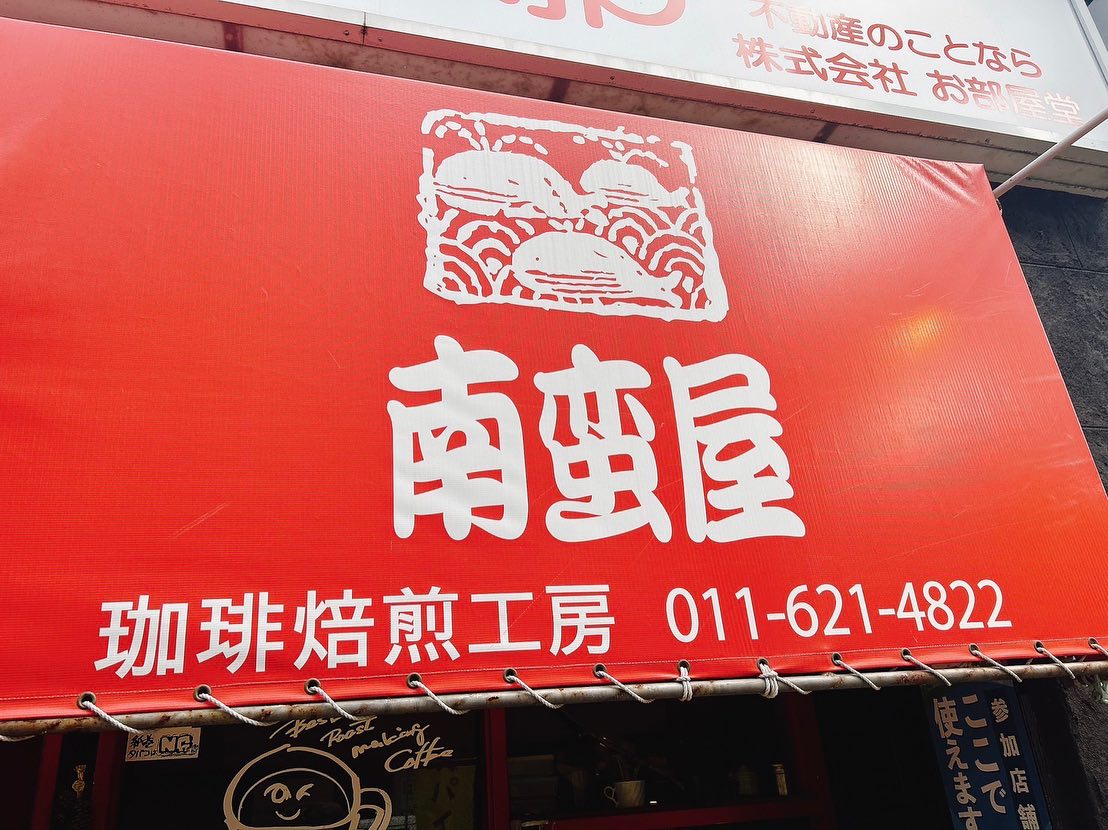 不動産のことなら
株式会社 お部屋堂
南蛮屋
珈琲焙煎工房 011-621-4822
Roast
making
Coffe
NG
参加店舗
ここで
使えます